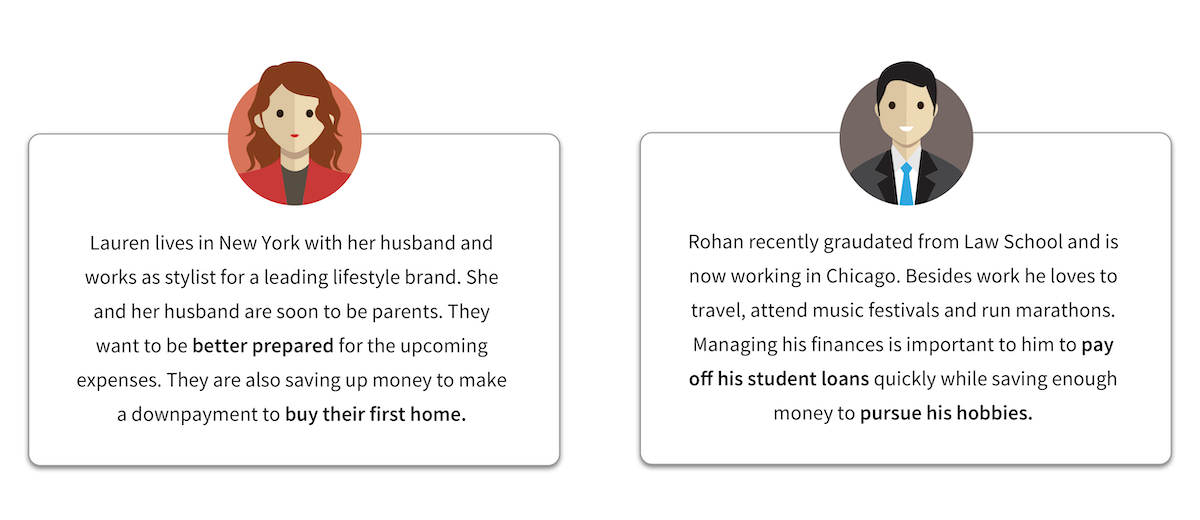 Lauren lives in New York with her husband and
works as stylist for a leading lifestyle brand. She
and her husband are soon to be parents. They
want to be better prepared for the upcoming
expenses. They are also saving up money to make
a downpayment to buy their first home.
Rohan recently graudated from Law School and is
now working in Chicago. Besides work he loves to
travel, attend music festivals and run marathons.
Managing his finances is important to him to pay
off his student loans quickly while saving enough
money to pursue his hobbies.